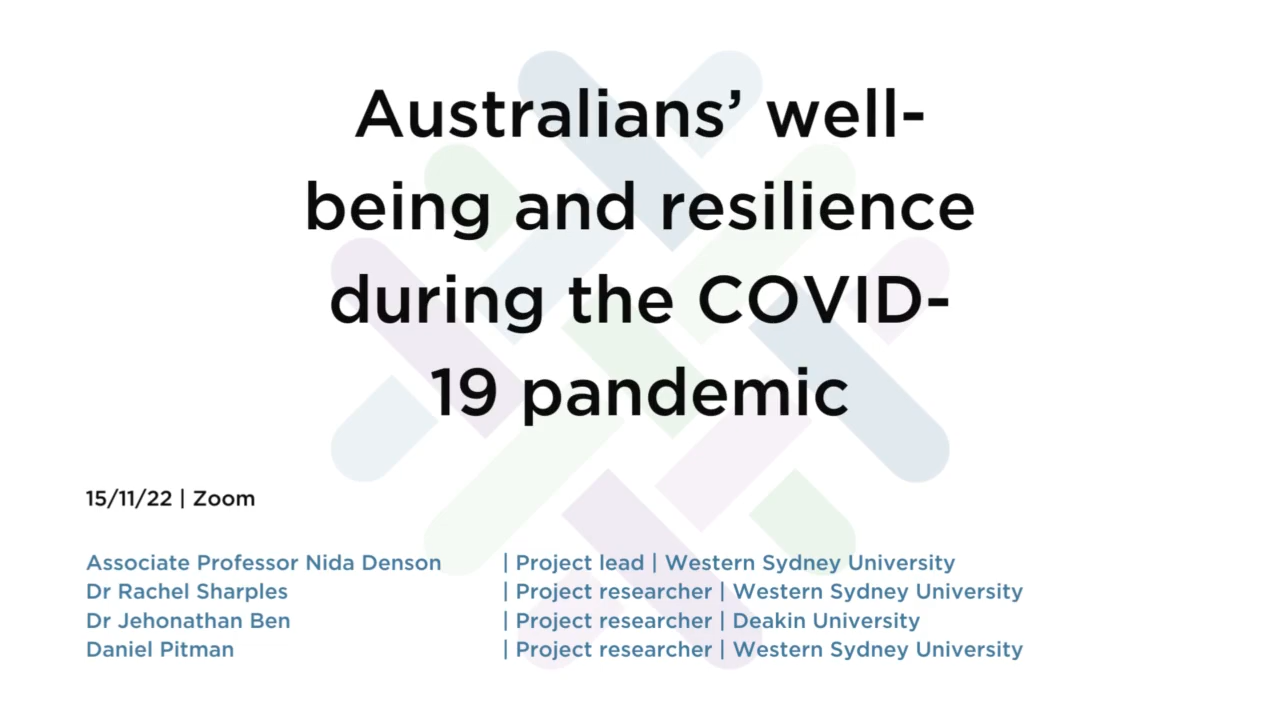 Australians’ well-
being and resilience
during the COVID-
19 pandemic
15/11/22 | Zoom
Associate Professor Nida Denson | Project lead | Western Sydney University
Dr Rachel Sharples | Project researcher | Western Sydney University
Dr Jehonathan Ben | Project researcher | Deakin University
Daniel Pitman | Project researcher | Western Sydney University